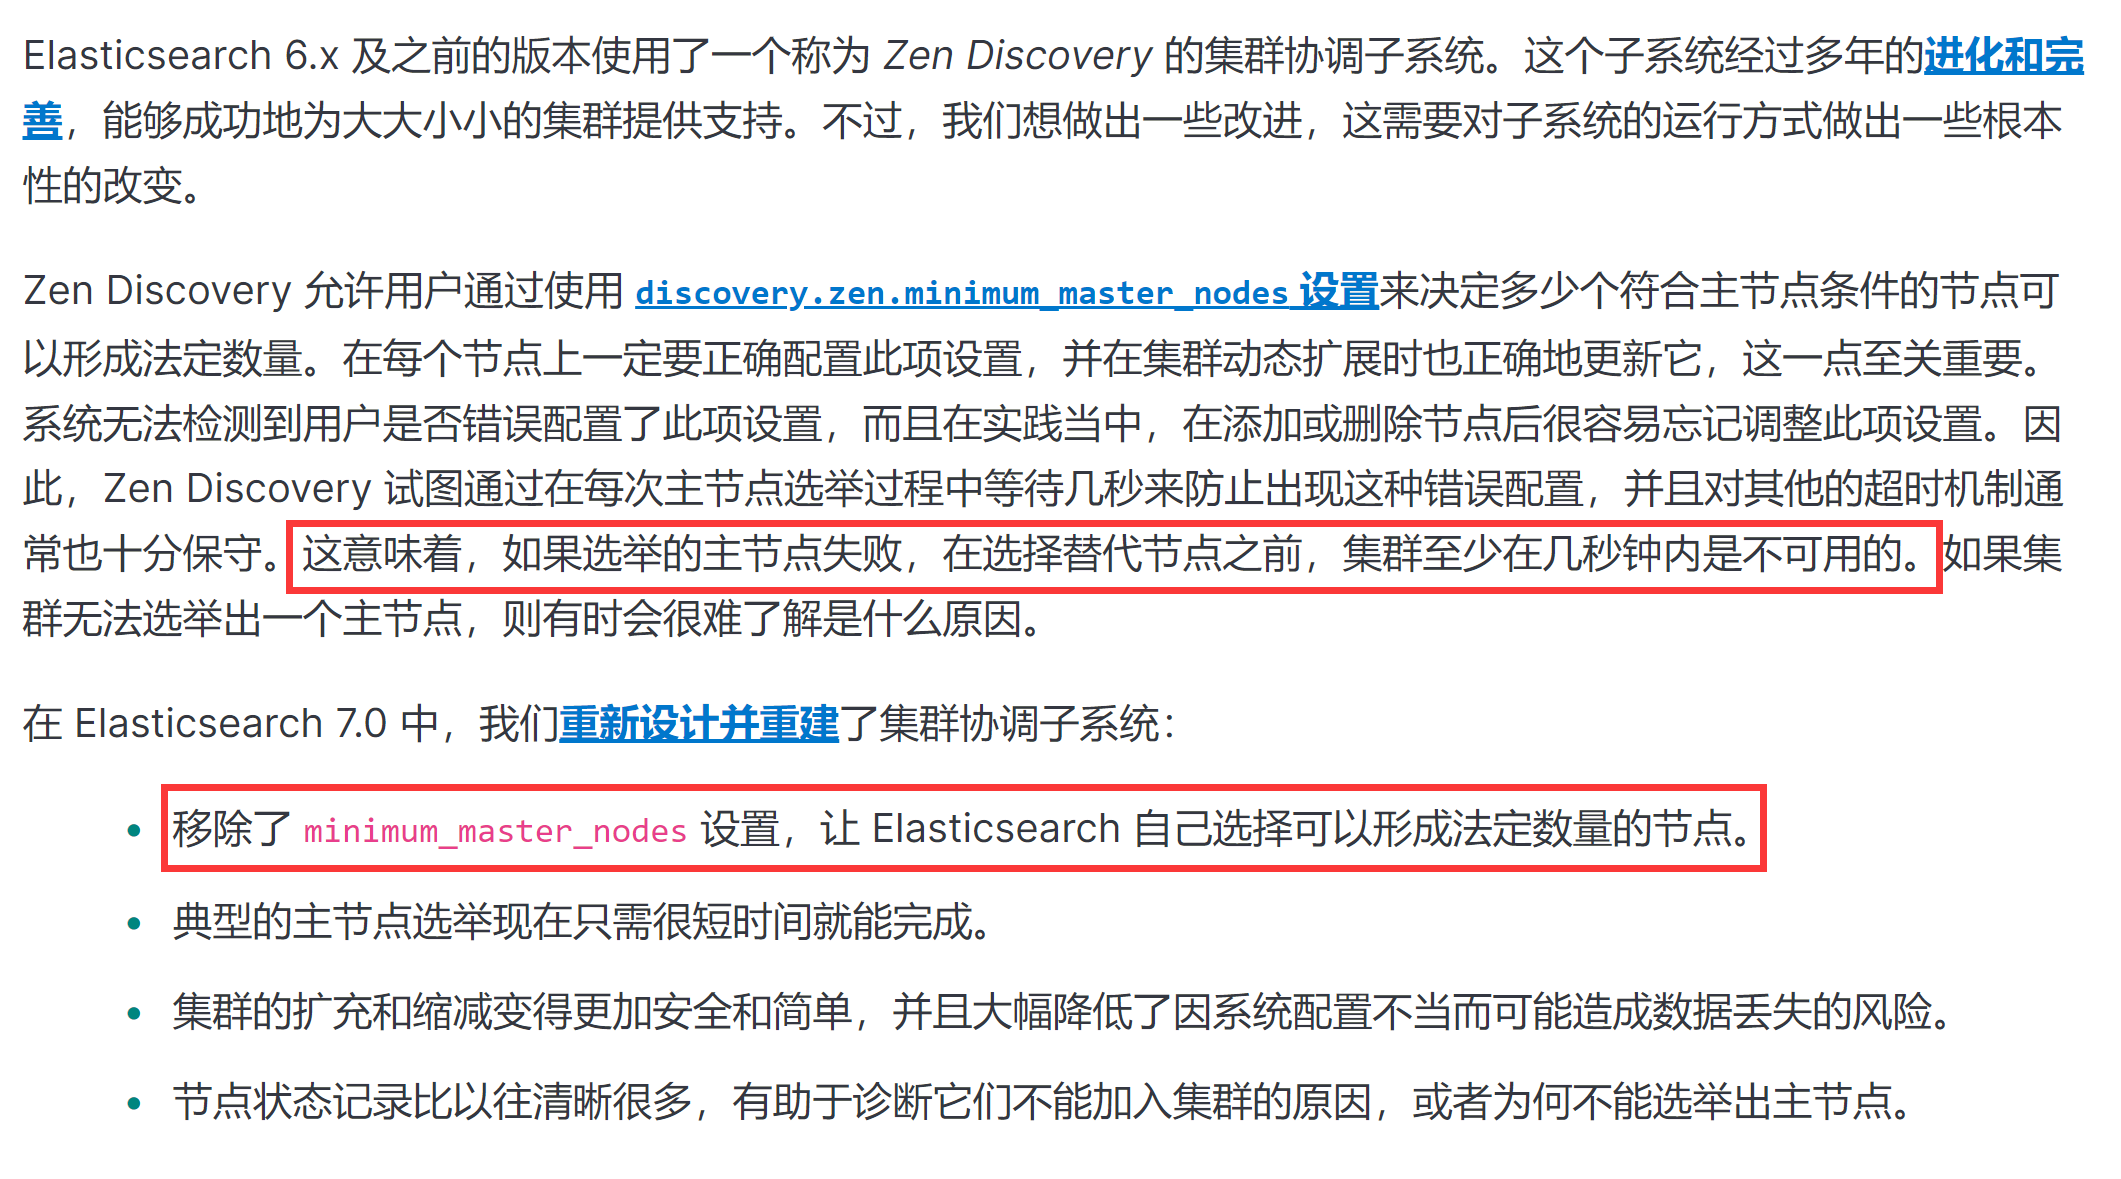 Elasticsearch 6.x 及之前的版本使用了一个称为 Zen Discovery 的集群协调子系统。这个子系统经过多年的进化和完
善，能够成功地为大大小小的集群提供支持。不过，我们想做出一些改进，这需要对子系统的运行方式做出一些根本
性的改变。
Zen Discovery 允许用户通过使用 discovery.zen.minimum_master_nodes 设置来决定多少个符合主节点条件的节点可
以形成法定数量。在每个节点上一定要正确配置此项设置，并在集群动态扩展时也正确地更新它，这一点至关重要。
系统无法检测到用户是否错误配置了此项设置，而且在实践当中，在添加或删除节点后很容易忘记调整此项设置。因
此，Zen Discovery 试图通过在每次主节点选举过程中等待几秒来防止出现这种错误配置，并且对其他的超时机制通
常也十分保守。这意味着，如果选举的主节点失败，在选择替代节点之前，集群至少在几秒钟内是不可用的。如果集
群无法选举出一个主节点，则有时会很难了解是什么原因。
在 Elasticsearch 7.0 中，我们重新设计并重建了集群协调子系统：
• 移除了 minimum_master_nodes 设置，让 Elasticsearch 自己选择可以形成法定数量的节点。
• 典型的主节点选举现在只需很短时间就能完成。
• 集群的扩充和缩减变得更加安全和简单，并且大幅降低了因系统配置不当而可能造成数据丢失的风险。
• 节点状态记录比以往清晰很多，有助于诊断它们不能加入集群的原因，或者为何不能选举出主节点。